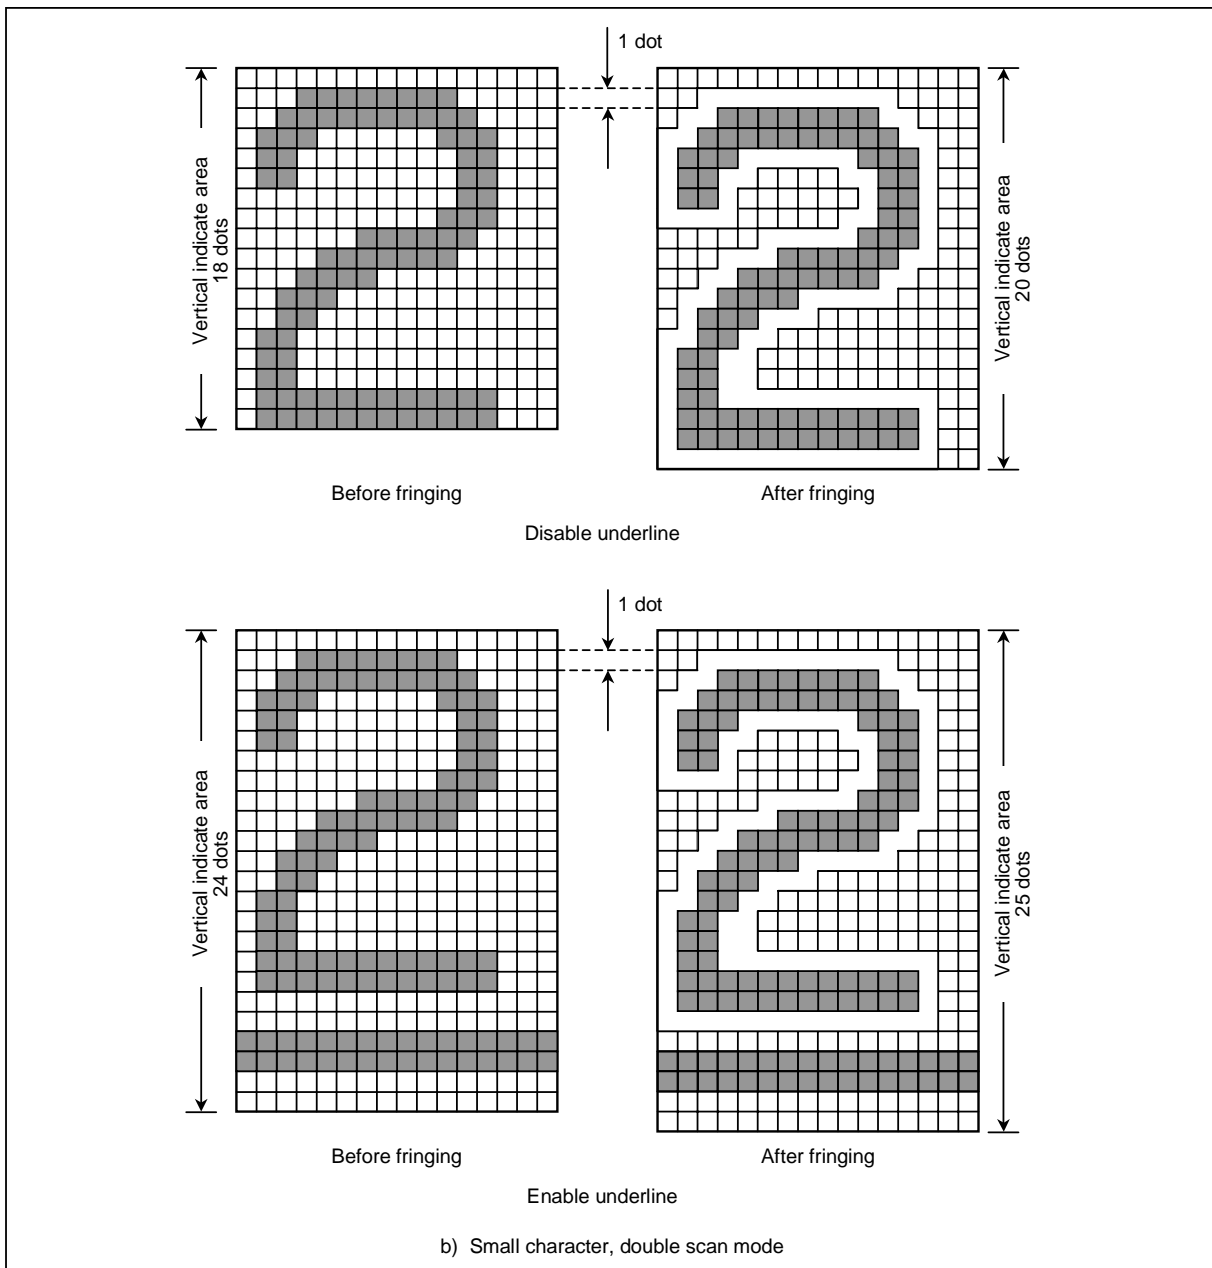 1 dot
Vertical indicate area
18 dots
Vertical indicate area
20 dots
Before fringing
After fringing
Disable underline
1 dot
Vertical indicate area
24 dots
Vertical indicate area
25 dots
Before fringing
After fringing
Enable underline
b) Small character, double scan mode